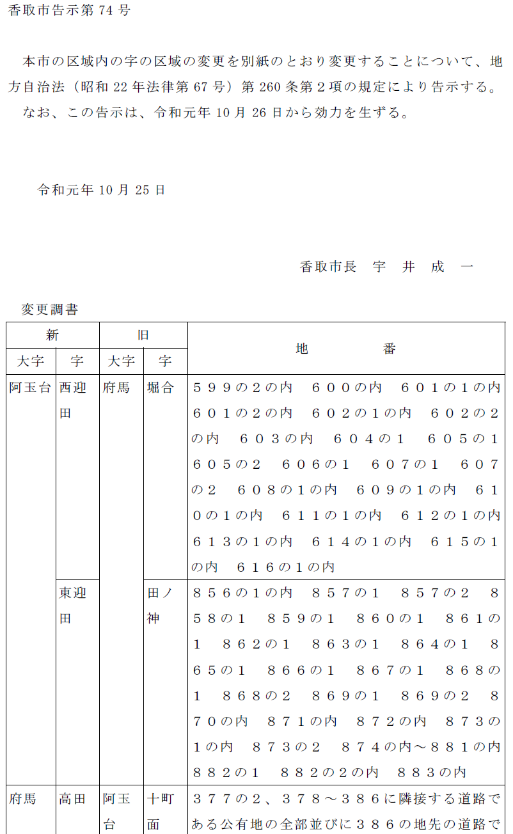 香取市告示第74号
本市の区域内の字の区域の変更を別紙のとおり変更することについて、地
方自治法（昭和22年法律第67号）第260条第２項の規定により告示する。
なお、この告示は、令和元年10月26日から効力を生ずる。
令和元年10月25日
香取市長　宇　井　成　一
変更調書
新　旧　地　番
大字　字　大字　字
阿玉台　西迎　府馬　堀合　５９９の２の内　６００の内　６０１の１の内
田　６０１の２の内　６０２の１の内　６０２の２
の内　６０３の内　６０４の１　６０５の１
６０５の２　６０６の１　６０７の１　６０７
の２　６０８の１の内　６０９の１の内　６１
０の１の内　６１１の１の内　６１２の１の内
６１３の１の内　６１４の１の内　６１５の１
の内　６１６の１の内
東迎　田ノ　８５６の１の内　８５７の１　８５７の２　８
田　神　５８の１　８５９の１　８６０の１　８６１の
１　８６２の１　８６３の１　８６４の１　８
６５の１　８６６の１　８６７の１　８６８の
１　８６８の２　８６９の１　８６９の２　８
７０の内　８７１の内　８７２の内　８７３の
１の内　８７３の２　８７４の内～８８１の内
８８２の１　８８２の２の内　８８３の内
府馬　高田　阿玉　十町　３７７の２、３７８～３８６に隣接する道路で
台　面　ある公有地の全部並びに３８６の地先の道路で